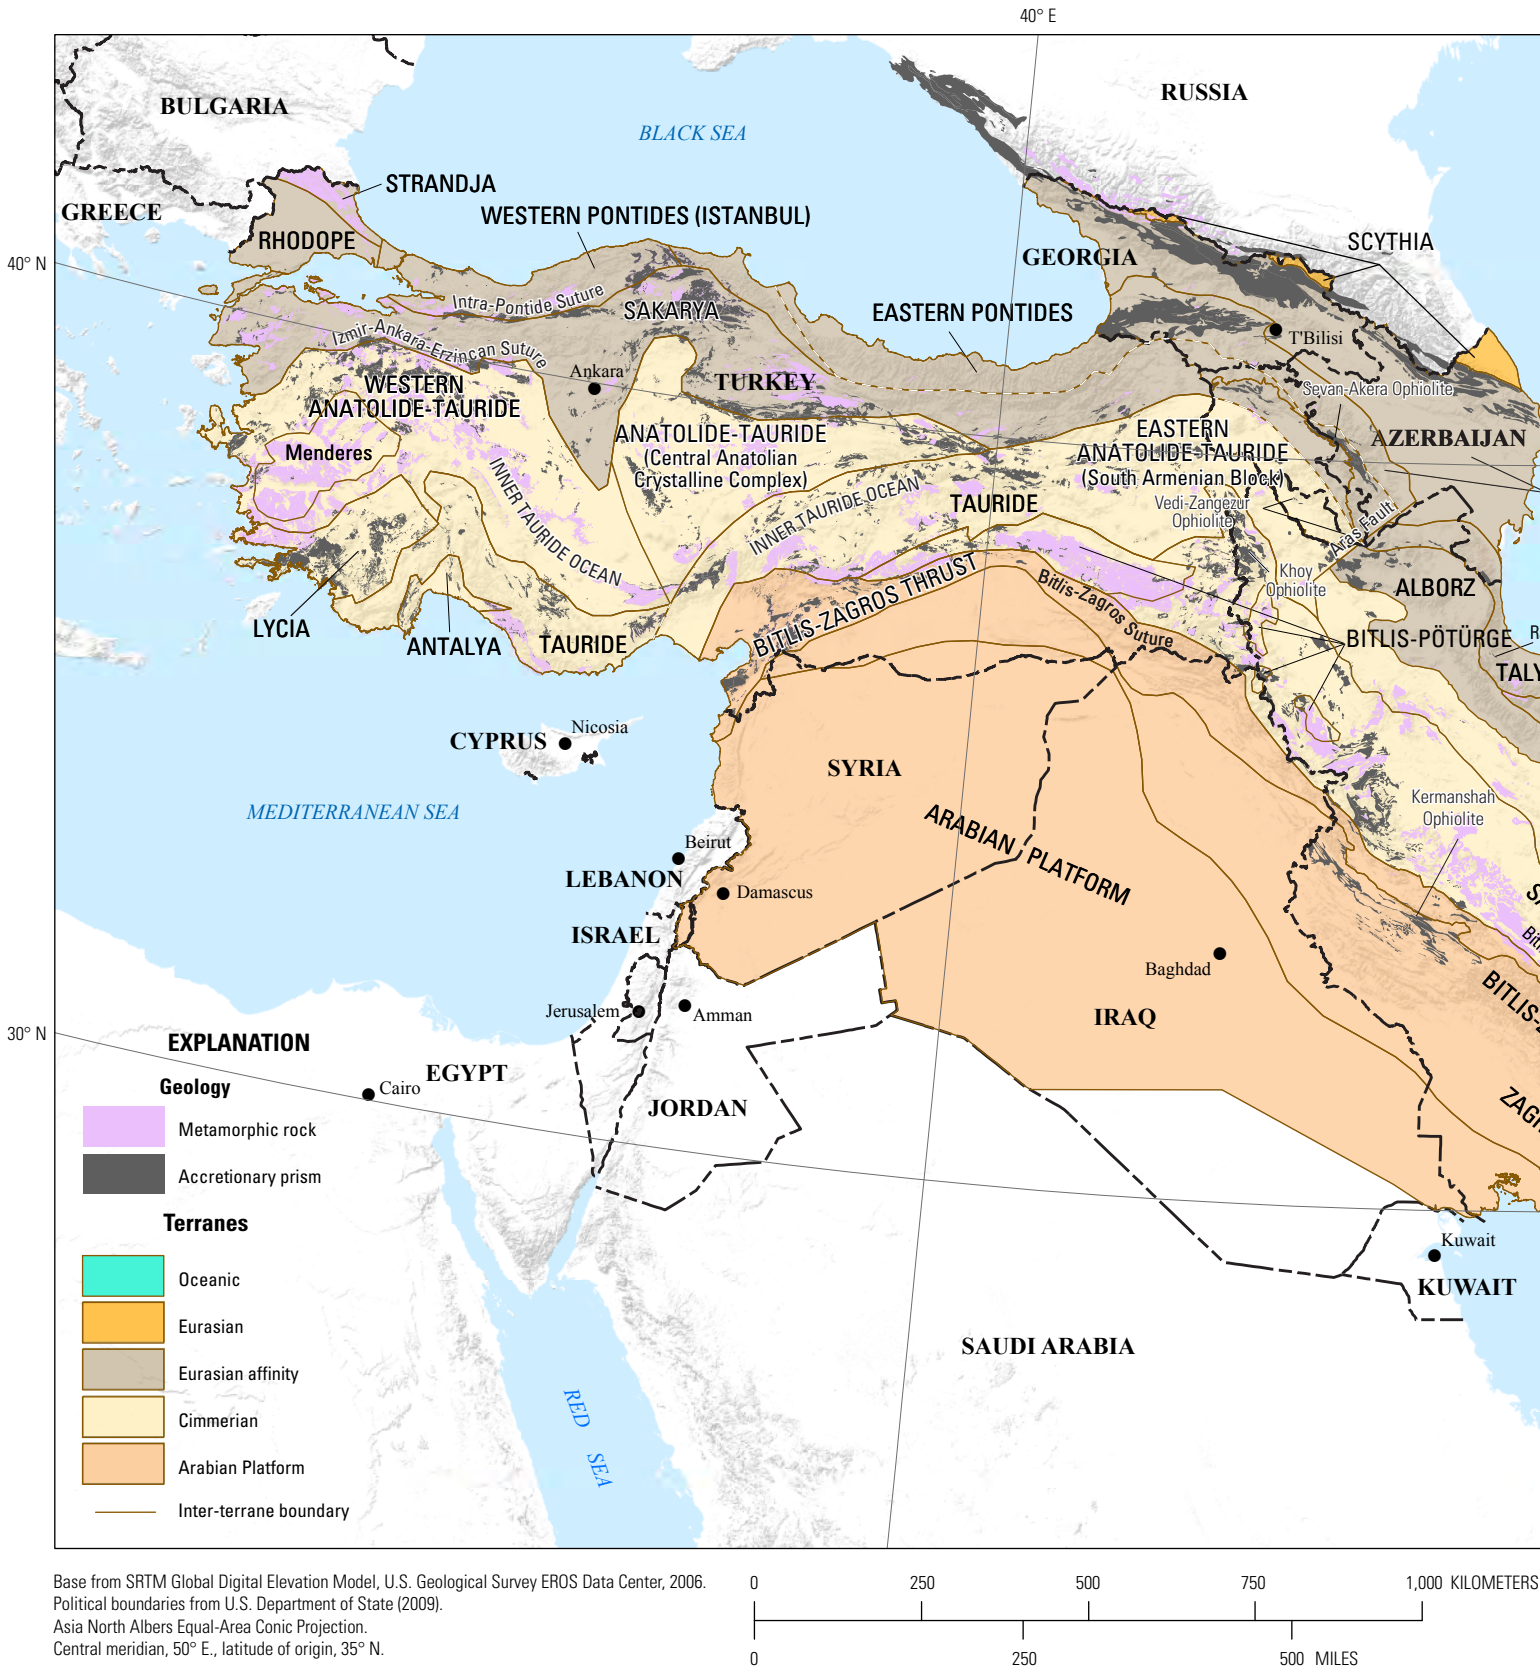 40° E
RUSSIA
BULGARIA
BLACK SEA
STRANDJA
GREECE
WESTERN PONTIDES (ISTANBUL)
RHODOPE
SCYTHIA
GEORGIA
40° N
Intra-Pontide Suture
SAKARYA
EASTERN PONTIDES
T'Bilisi
Izmir-Ankara-Erzincan Suture
Ankara
TURKEY
WESTERN
ANATOLIDE-TAURIDE
Sevan-Akera Ophiolite
AZERBAIJAN
Menderes
ANATOLIDE-TAURIDE
(Central Anatolian
Crystalline Complex)
EASTERN
ANATOLIDE-TAURIDE
(South Armenian Block)
INNER TAURIDE OCEAN
INNER TAURIDE OCEAN
TAURIDE
Vedi-Zangezur
Ophiolite
Aras Fault
Khoy
Ophiolite
ALBORZ
BITLIS-ZAGROS THRUST
Bitlis-Zagros Suture
LYCIA
ANTALYA
TAURIDE
BITLIS-PÖTÜRGE
R
TALY
Nicosia
CYPRUS
SYRIA
MEDITERRANEAN SEA
Kermanshah
Ophiolite
ARABIAN PLATFORM
Beirut
LEBANON
Damascus
SA
ISRAEL
Bitl
Baghdad
BITLIS-
Jerusalem
Amman
IRAQ
30° N
EGYPT
Cairo
JORDAN
ZAG
Kuwait
KUWAIT
SAUDI ARABIA
RED SEA
EXPLANATION
Geology
Metamorphic rock
Accretionary prism
Terranes
Oceanic
Eurasian
Eurasian affinity
Cimmerian
Arabian Platform
Inter-terrane boundary
Base from SRTM Global Digital Elevation Model, U.S. Geological Survey EROS Data Center, 2006.
Political boundaries from U.S. Department of State (2009).
Asia North Albers Equal-Area Conic Projection.
Central meridian, 50° E., latitude of origin, 35° N.
0 250 500 750 1,000 KILOMETERS
0 250 500 MILES